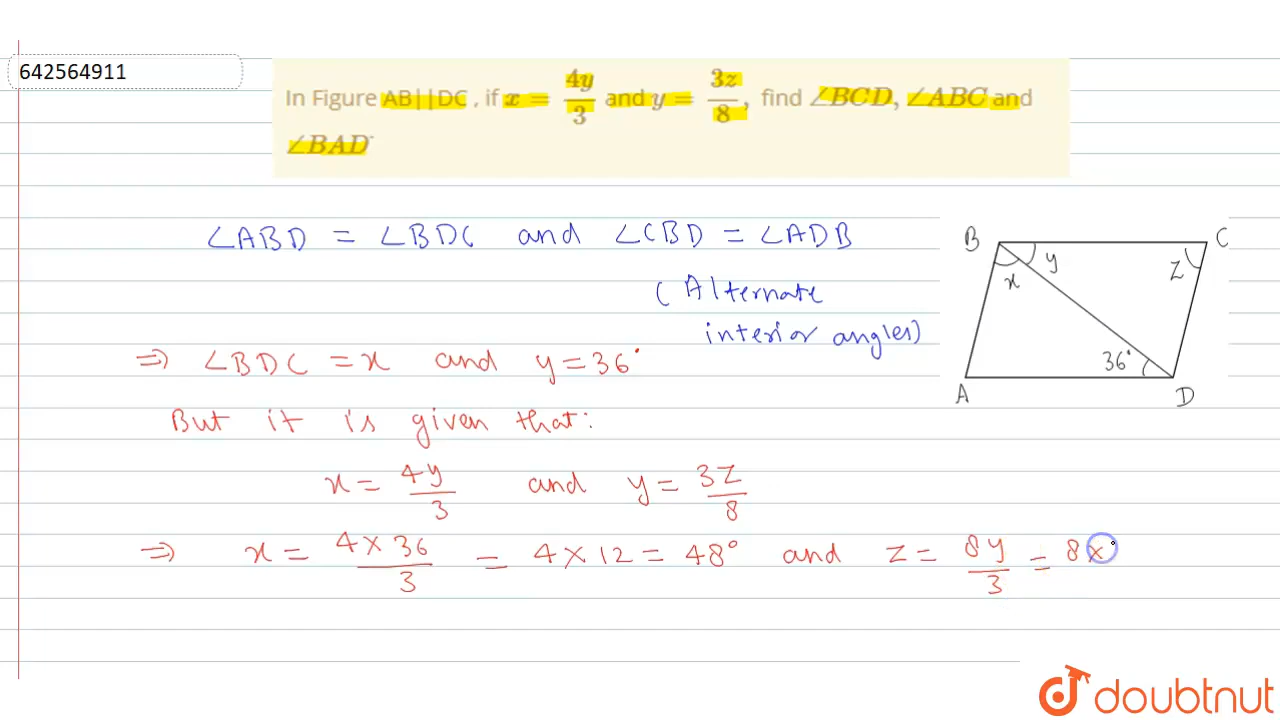 642564911
In Figure AB||DC , if x = 4y/3 and y = 3z/8, find ∠BCD, ∠ABC and
∠BAD
∠ABD = ∠BDC and ∠CBD = ∠ADB
(Alternate
interior angles)
⇒ ∠BDC = x and y = 36°
But it is given that:
x = 4y/3 and y = 3z/8
⇒ x = 4×36/3 = 4×12 = 48° and z = 8y/3 = 8×
B
C
y
z
x
36°
A
D
doubtnut